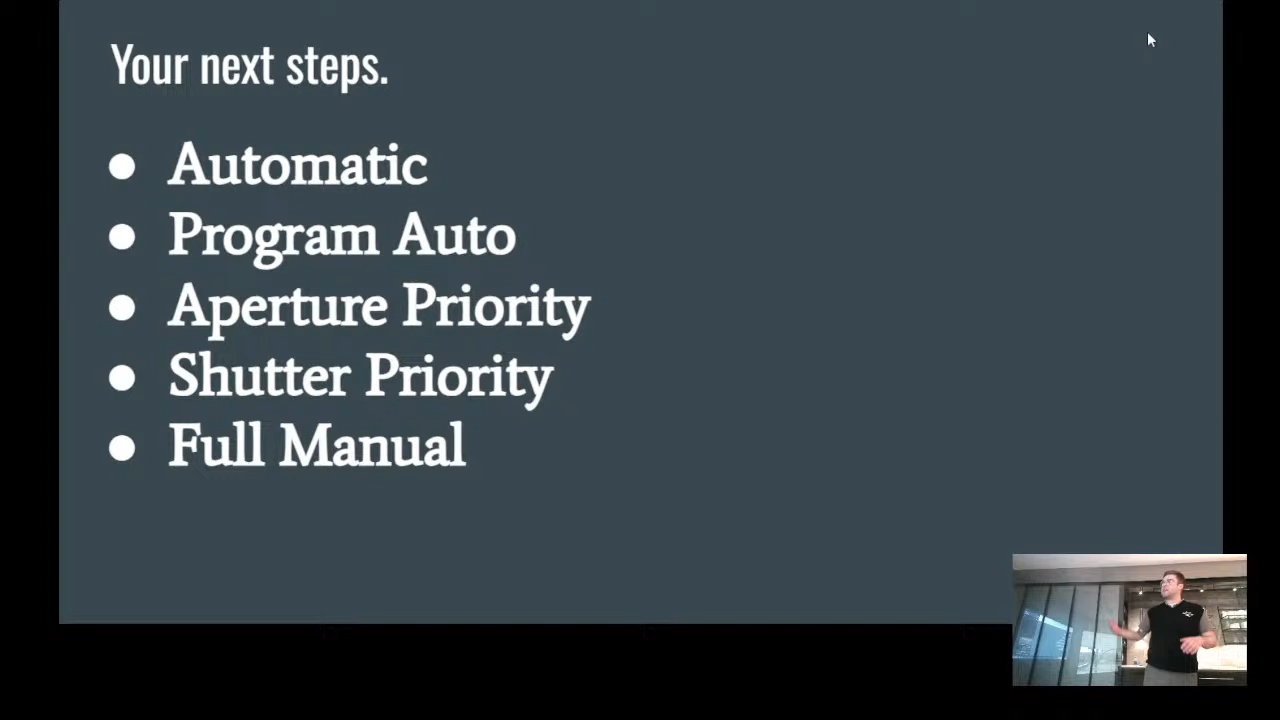 Your next steps.
Automatic
Program Auto
Aperture Priority
Shutter Priority
Full Manual